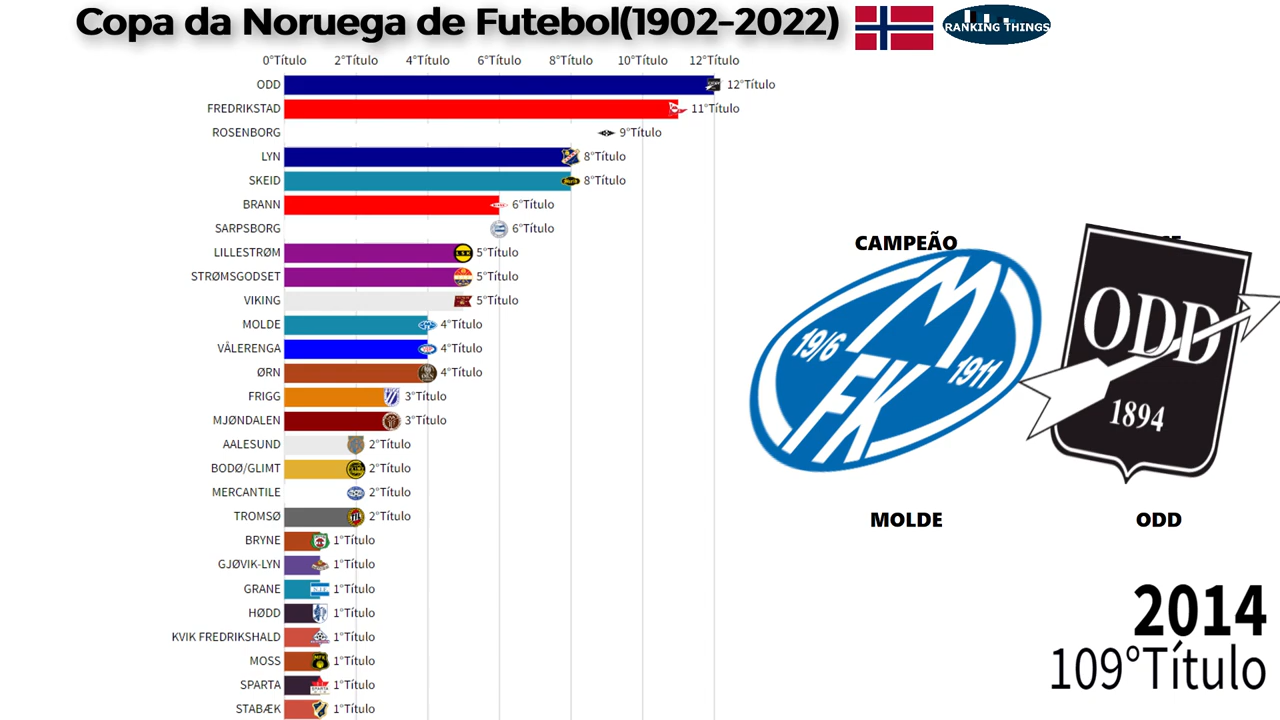 Copa da Noruega de Futebol(1902-2022)
RANKING THINGS
0°Título 2°Título 4°Título 6°Título 8°Título 10°Título 12°Título
ODD 12°Título
FREDRIKSTAD 11°Título
ROSENBORG 9°Título
LYN 8°Título
SKEID 8°Título
BRANN 6°Título
SARPSBORG 6°Título
LILLESTRØM 5°Título
STRØMSGODSET 5°Título
VIKING 5°Título
MOLDE 4°Título
VÅLERENGA 4°Título
ØRN 4°Título
FRIGG 3°Título
MJØNDALEN 3°Título
AALESUND 2°Título
BODØ/GLIMT 2°Título
MERCANTILE 2°Título
TROMSØ 2°Título
BRYNE 1°Título
GJØVIK-LYN 1°Título
GRANE 1°Título
HØDD 1°Título
KVIK FREDRIKSHALD 1°Título
MOSS 1°Título
SPARTA 1°Título
STABÆK 1°Título
CAMPEÃO
M
19/6
1911
FK
ODD
1894
MOLDE
ODD
2014
109°Título